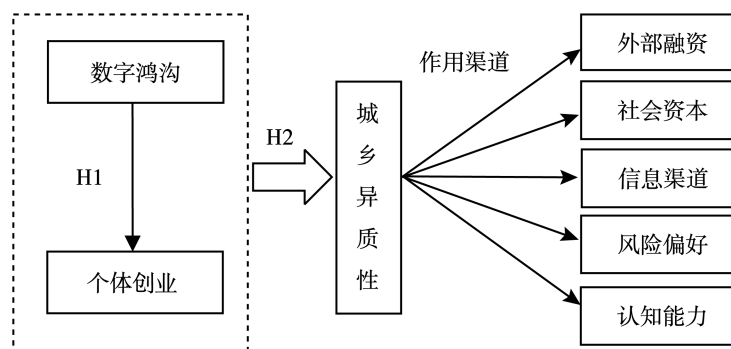 数字鸿沟
H1
个体创业
H2
城乡异质性
作用渠道
外部融资
社会资本
信息渠道
风险偏好
认知能力